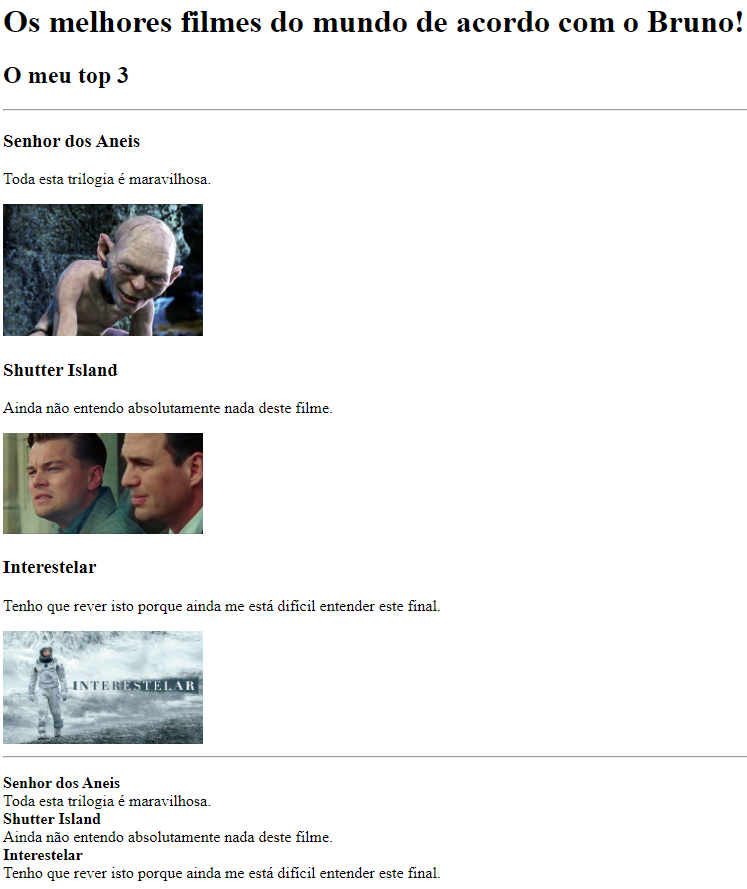 Os melhores filmes do mundo de acordo com o Bruno!
O meu top 3
Senhor dos Aneis
Toda esta trilogia é maravilhosa.
Shutter Island
Ainda não entendo absolutamente nada deste filme.
Interestelar
Tenho que rever isto porque ainda me está difícil entender este final.
INTERESTELAR
Senhor dos Aneis
Toda esta trilogia é maravilhosa.
Shutter Island
Ainda não entendo absolutamente nada deste filme.
Interestelar
Tenho que rever isto porque ainda me está difícil entender este final.